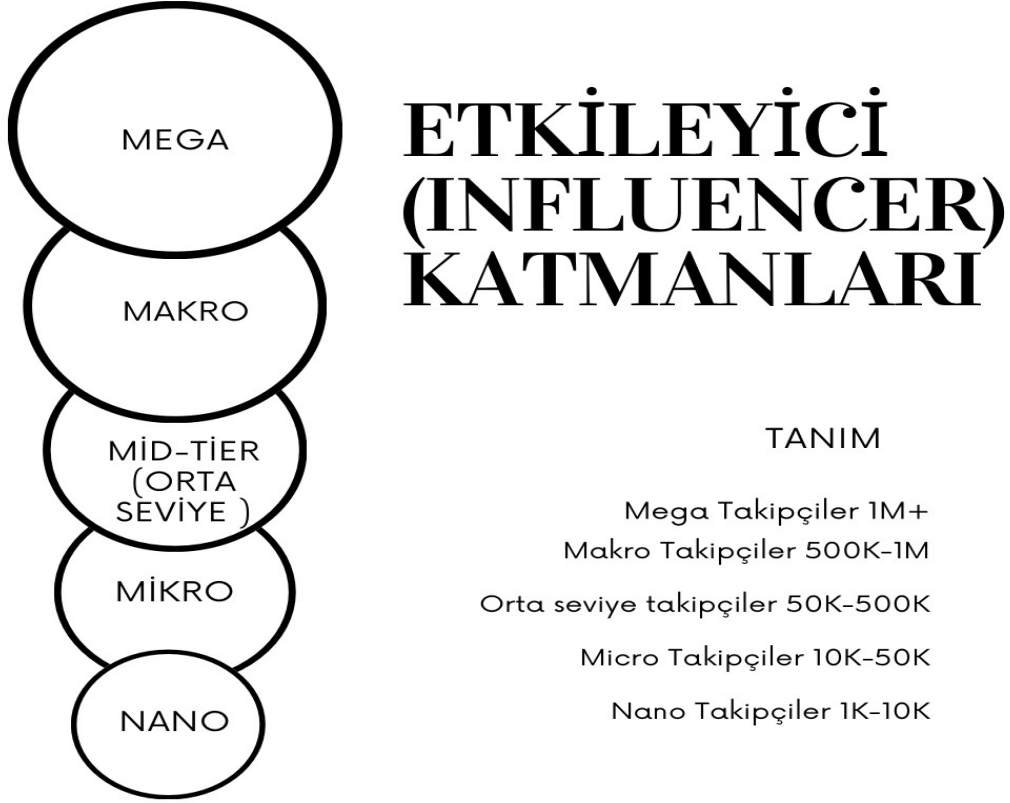 MEGA
MAKRO
MİD-TİER
(ORTA
SEVİYE )
MİKRO
NANO
ETKİLEYİCİ
(INFLUENCER)
KATMANLARI
TANIM
Mega Takipçiler 1M+
Makro Takipçiler 500K-1M
Orta seviye takipçiler 50K-500K
Micro Takipçiler 10K-50K
Nano Takipçiler 1K-10K